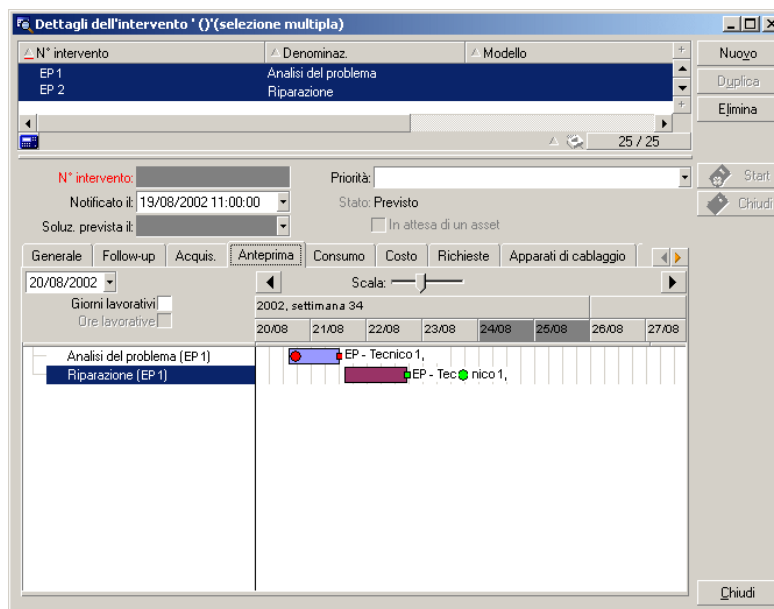 Dettagli dell'intervento ' ()'(selezione multipla)
N° intervento Denominaz. Modello
EP 1 Analisi del problema
EP 2 Riparazione
25 / 25
Nuovo
Duplica
Elimina
Start
Chiudi
N° intervento: Priorità:
Notificato il: 19/08/2002 11:00:00 Stato: Previsto
Soluz. prevista il: In attesa di un asset
Generale Follow-up Acquis. Anteprima Consumo Costo Richieste Apparati di cablaggio
20/08/2002 Scala:
Giorni lavorativi 2002, settimana 34
Ore lavorative
20/08 21/08 22/08 23/08 24/08 25/08 26/08 27/08
Analisi del problema (EP 1) EP - Tecnico 1,
Riparazione (EP 1) EP - Tec nico 1,
Chiudi